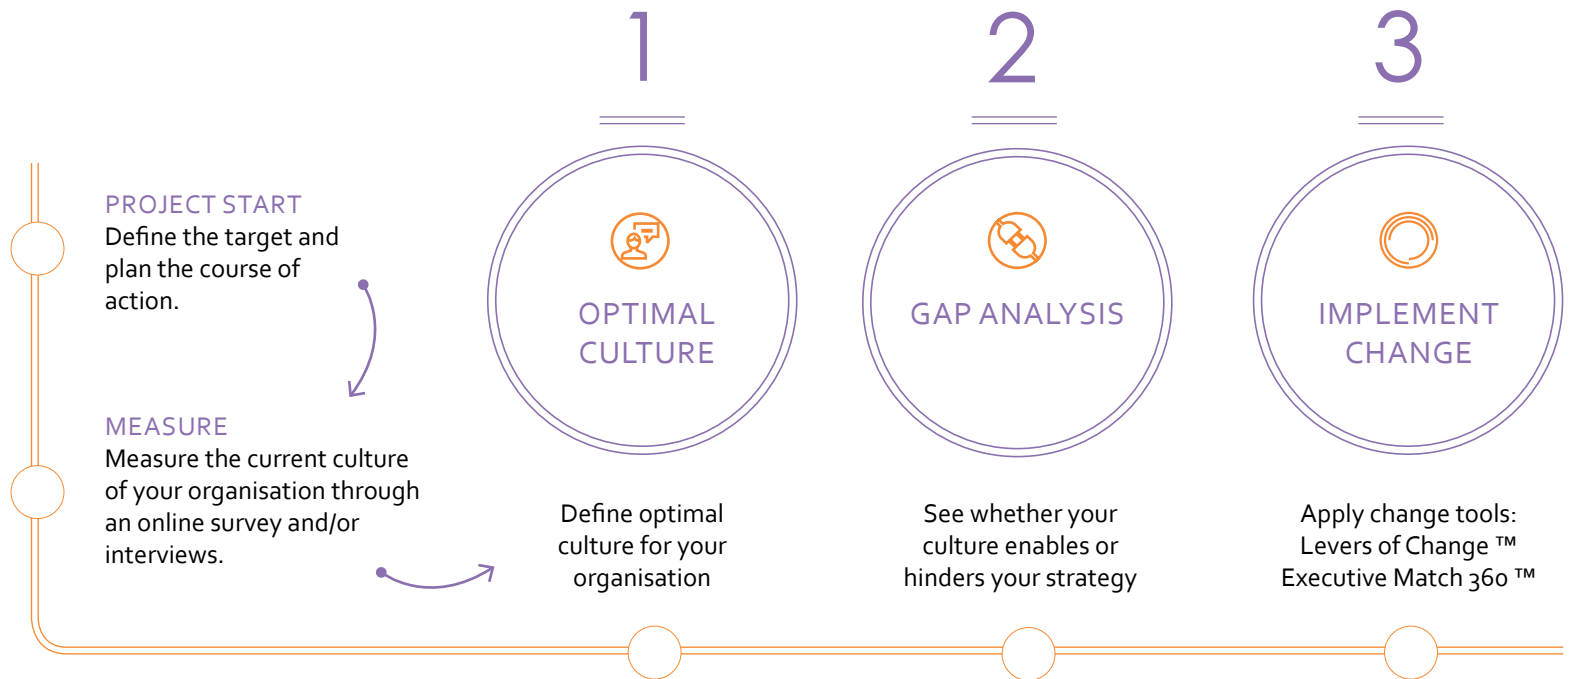 PROJECT START
Define the target and
plan the course of
action.
MEASURE
Measure the current culture
of your organisation through
an online survey and/or
interviews.
1
OPTIMAL
CULTURE
Define optimal
culture for your
organisation
2
GAP ANALYSIS
See whether your
culture enables or
hinders your strategy
3
IMPLEMENT
CHANGE
Apply change tools:
Levers of Change ™
Executive Match 360 ™